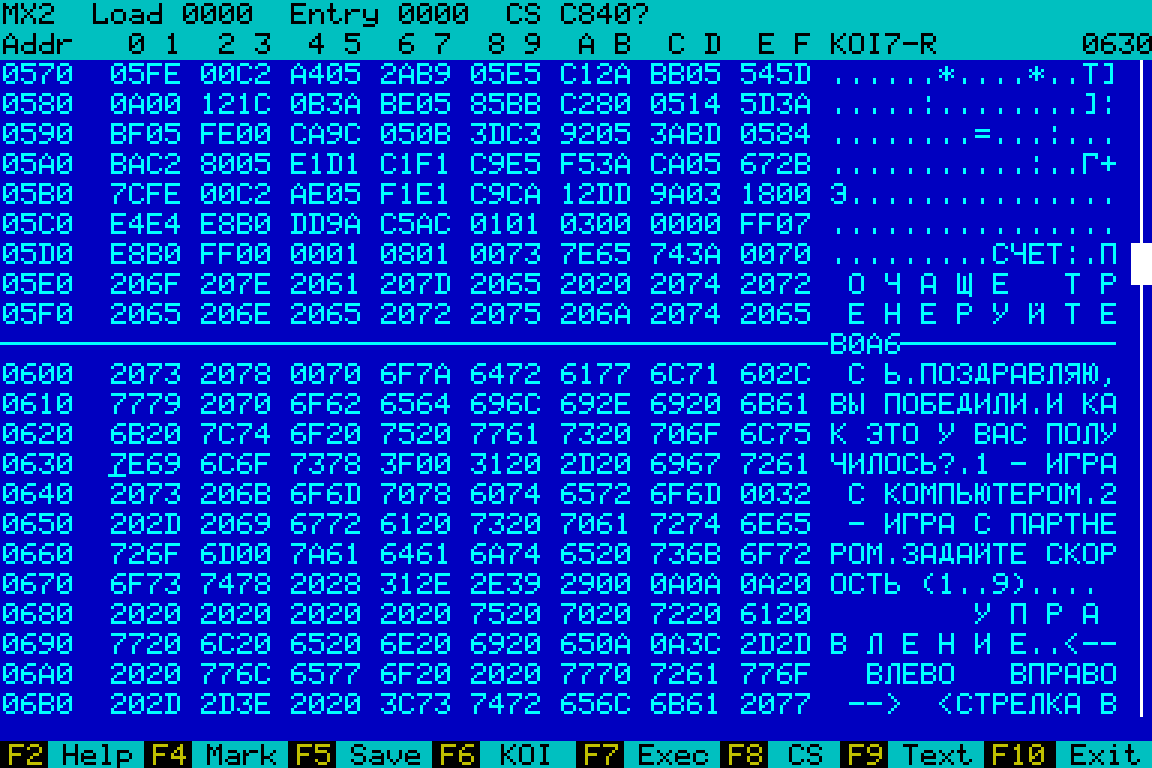 MX2  Load 0000  Entry 0000  CS C840?
Addr   0 1  2 3  4 5  6 7  8 9  A B  C D  E F KOI7-R        0630
0570  05FE 00C2 A405 2AB9 05E5 C12A BB05 545D ......*....*..T]
0580  0A00 121C 0B3A BE05 85BB C280 0514 5D3A .....:........]:
0590  BF05 FE00 CA9C 050B 3DC3 9205 3ABD 0584 ........=...:...
05A0  BAC2 8005 E1D1 C1F1 C9E5 F53A CA05 672B ...........:..Г+
05B0  7CFE 00C2 AE05 F1E1 C9CA 12DD 9A03 1800 Э...............
05C0  E4E4 E8B0 DD9A C5AC 0101 0300 0000 FF07 ................
05D0  E8B0 FF00 0001 0801 0073 7E65 743A 0070 .........СЧЕТ:.П
05E0  206F 207E 2061 207D 2065 2020 2074 2072  О Ч А Щ Е   Т Р
05F0  2065 206E 2065 2072 2075 206A 2074 2065  Е Н Е Р У Й Т Е
B0A6
0600  2073 2078 0070 6F7A 6472 6177 6C71 602C  С Ь.ПОЗДРАВЛЯЮ,
0610  7779 2070 6F62 6564 696C 692E 6920 6B61 ВЫ ПОБЕДИЛИ.И КА
0620  6B20 7C74 6F20 7520 7761 7320 706F 6C75 К ЭТО У ВАС ПОЛУ
0630  7E69 6C6F 7378 3F00 3120 2D20 6967 7261 ЧИЛОСЬ?.1 - ИГРА
0640  2073 206B 6F6D 7078 6074 6572 6F6D 0032  С КОМПЬЮТЕРОМ.2
0650  202D 2069 6772 6120 7320 7061 7274 6E65  - ИГРА С ПАРТНЕ
0660  726F 6D00 7A61 6461 6A74 6520 736B 6F72 РОМ.ЗАДАЙТЕ СКОР
0670  6F73 7478 2028 312E 2E39 2900 0A0A 0A20 ОСТЬ (1..9)....
0680  2020 2020 2020 2020 7520 7020 7220 6120         У П Р А
0690  7720 6C20 6520 6E20 6920 650A 0A3C 2D2D В Л Е Н И Е..<--
06A0  2020 776C 6577 6F20 2020 7770 7261 776F   ВЛЕВО   ВПРАВО
06B0  202D 2D3E 2020 3C73 7472 656C 6B61 2077  -->  <СТРЕЛКА В
F2 Help F4 Mark F5 Save F6 KOI F7 Exec F8 CS F9 Text F10 Exit